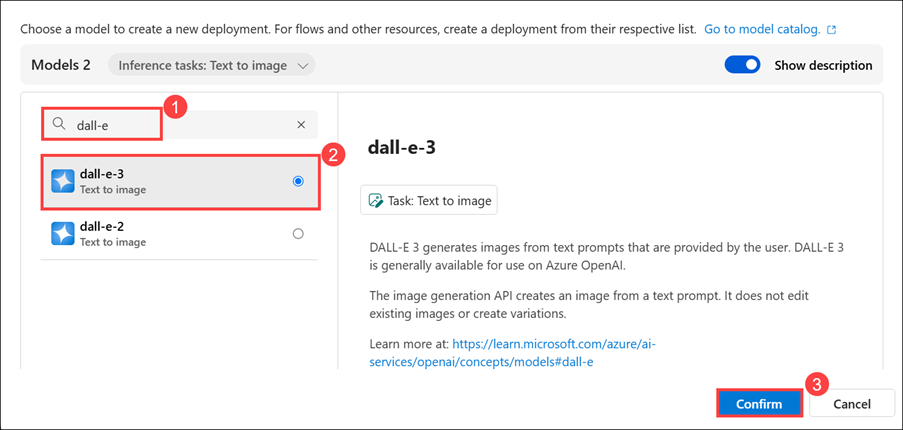 Choose a model to create a new deployment. For flows and other resources, create a deployment from their respective list. Go to model catalog.
Models 2
Inference tasks: Text to image
Show description
1
dall-e
2
dall-e-3
Text to image
dall-e-2
Text to image
dall-e-3
Task: Text to image
DALL-E 3 generates images from text prompts that are provided by the user. DALL-E 3
is generally available for use on Azure OpenAI.
The image generation API creates an image from a text prompt. It does not edit
existing images or create variations.
Learn more at: https://learn.microsoft.com/azure/ai-
services/openai/concepts/models#dall-e
3
Confirm
Cancel